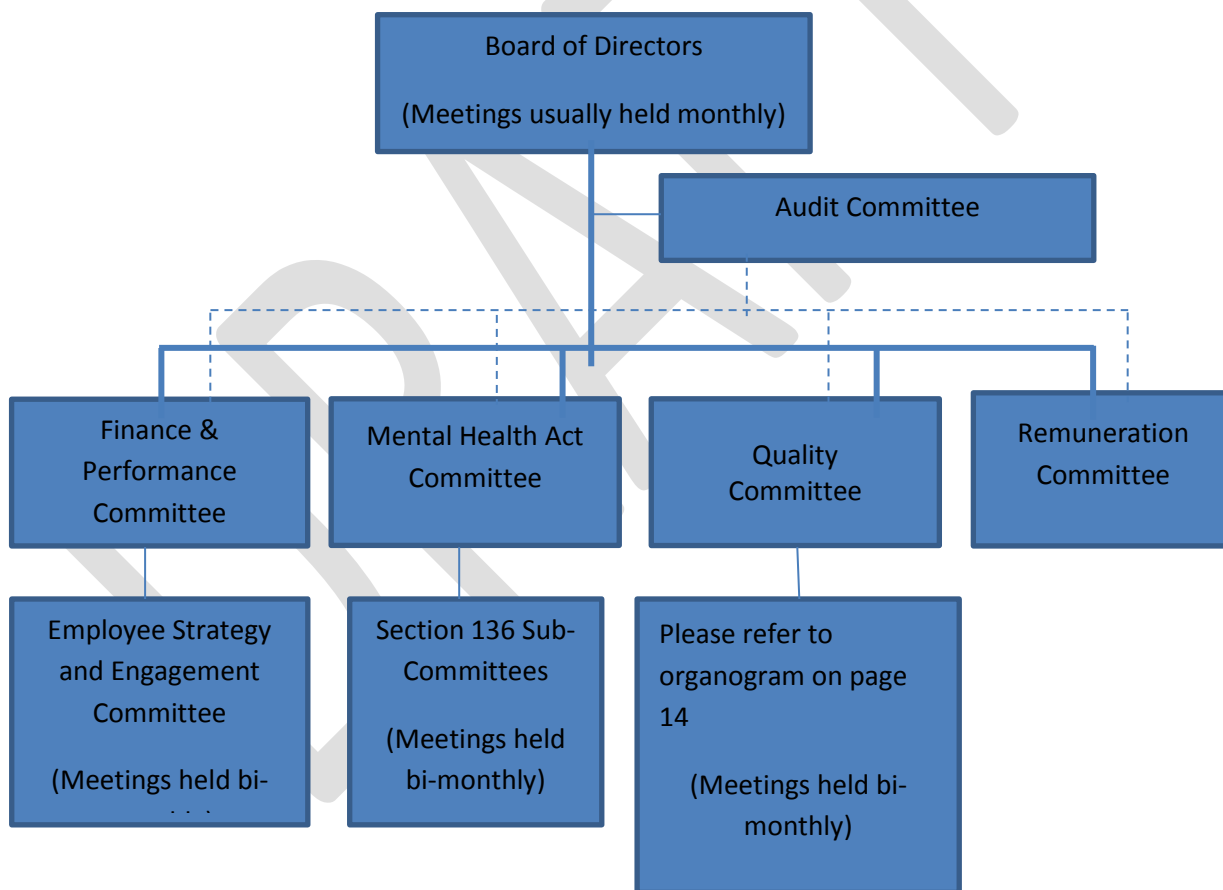 Board of Directors
(Meetings usually held monthly)
Audit Committee
Finance &
Performance
Committee
Mental Health Act
Committee
Quality
Committee
Remuneration
Committee
Employee Strategy
and Engagement
Committee
(Meetings held bi-
Section 136 Sub-
Committees
(Meetings held
bi-monthly)
Please refer to
organogram on page
14
(Meetings held bi-
monthly)
DRAFT